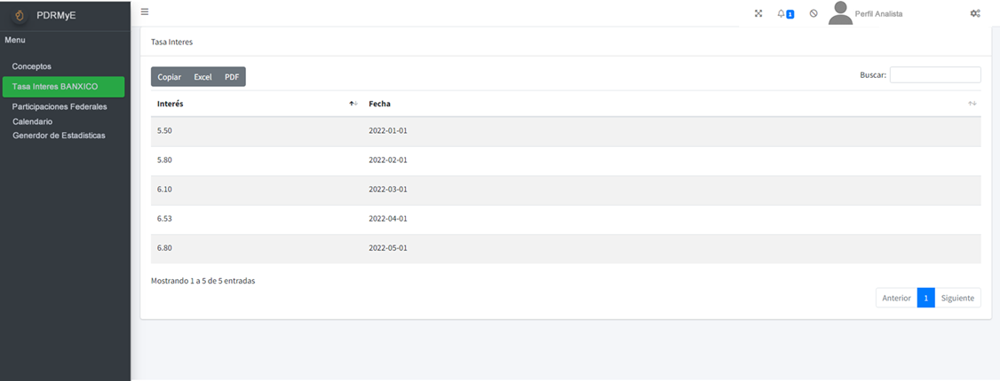 PDRMyE
1
Perfil Analista
Menu
Conceptos
Tasa Interes BANXICO
Participaciones Federales
Calendario
Generdor de Estadisticas
Tasa Interes
Copiar Excel PDF
Buscar:
Interés Fecha
5.50 2022-01-01
5.80 2022-02-01
6.10 2022-03-01
6.53 2022-04-01
6.80 2022-05-01
Mostrando 1 a 5 de 5 entradas
Anterior 1 Siguiente